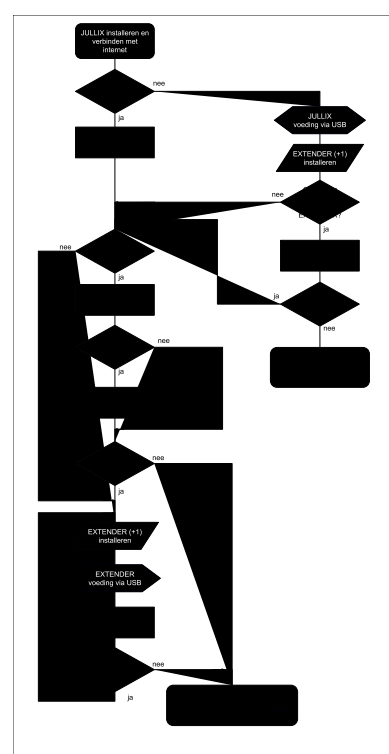 JULLIX installeren en
verbinden met
internet
nee
ja
JULLIX
voeding via USB
EXTENDER (+1)
installeren
nee
ja
nee
ja
ja
nee
nee
ja
nee
ja
EXTENDER (+1)
installeren
EXTENDER
voeding via USB
nee
ja